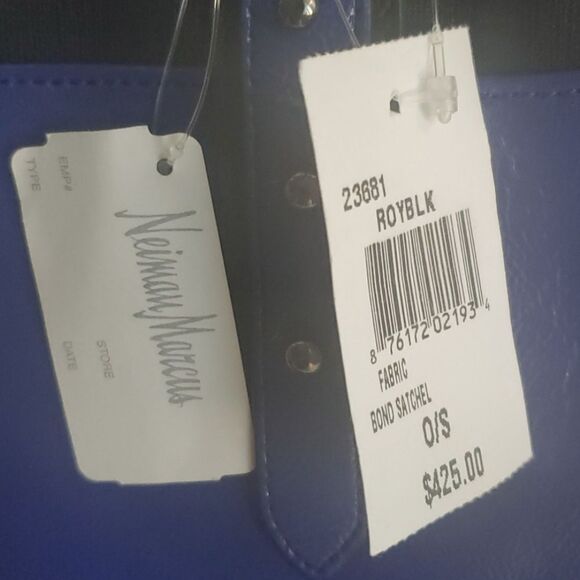 EMP#
TYPE
Neiman Marcus
STORE
DATE
23681
ROYBLK
8 76172 02193 4
FABRIC
BOND SATCHEL
O/S
$425.00